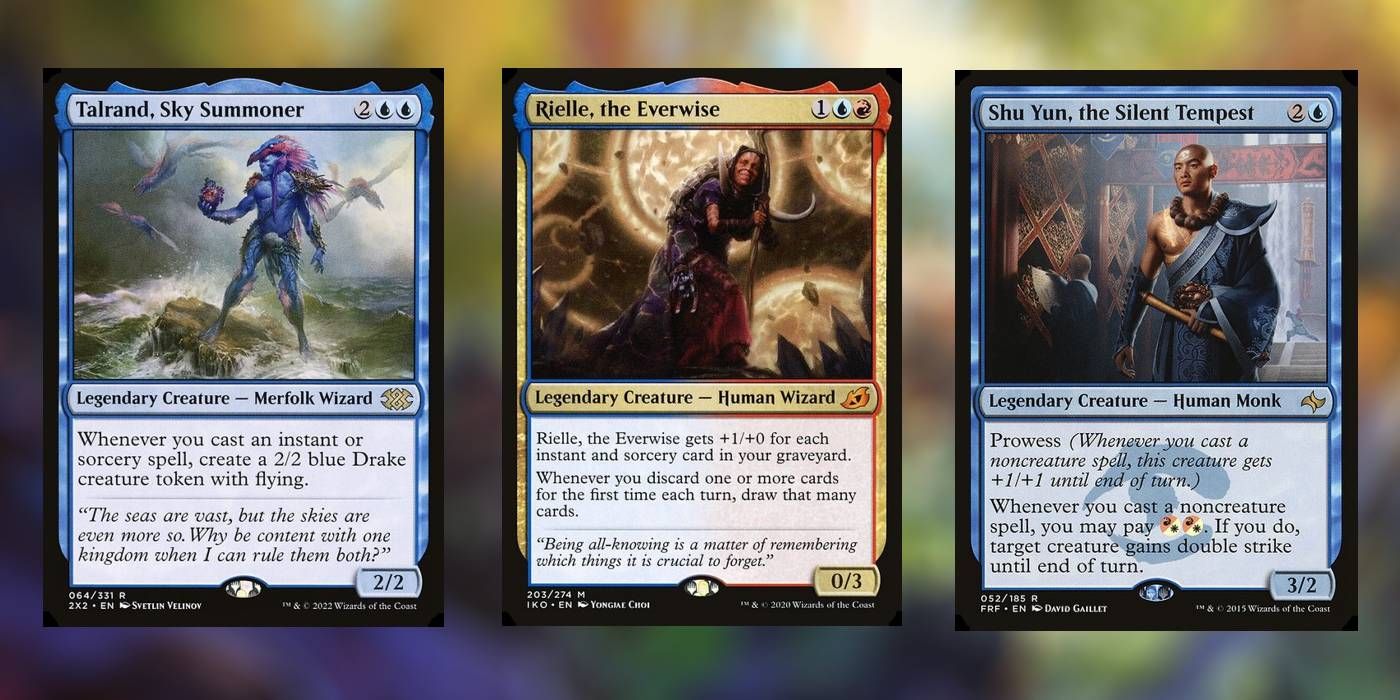 Talrand, Sky Summoner
2
Legendary Creature — Merfolk Wizard
Whenever you cast an instant or
sorcery spell, create a 2/2 blue Drake
creature token with flying.
“The seas are vast, but the skies are
even more so. Why be content with one
kingdom when I can rule them both?”
2/2
064/331 R
2X2 • EN Svetlin Velinov
™ & © 2022 Wizards of the Coast
Rielle, the Everwise
1
Legendary Creature — Human Wizard
Rielle, the Everwise gets +1/+0 for each
instant and sorcery card in your graveyard.
Whenever you discard one or more cards
for the first time each turn, draw that many
cards.
“Being all-knowing is a matter of remembering
which things it is crucial to forget.”
0/3
203/274 M
IKO • EN Yongjae Choi
™ & © 2020 Wizards of the Coast
Shu Yun, the Silent Tempest
2
Legendary Creature — Human Monk
Prowess (Whenever you cast a
noncreature spell, this creature gets
+1/+1 until end of turn.)
Whenever you cast a noncreature
spell, you may pay . If you do,
target creature gains double strike
until end of turn.
3/2
052/185 R
FRF • EN David Gaillet
™ & © 2015 Wizards of the Coast